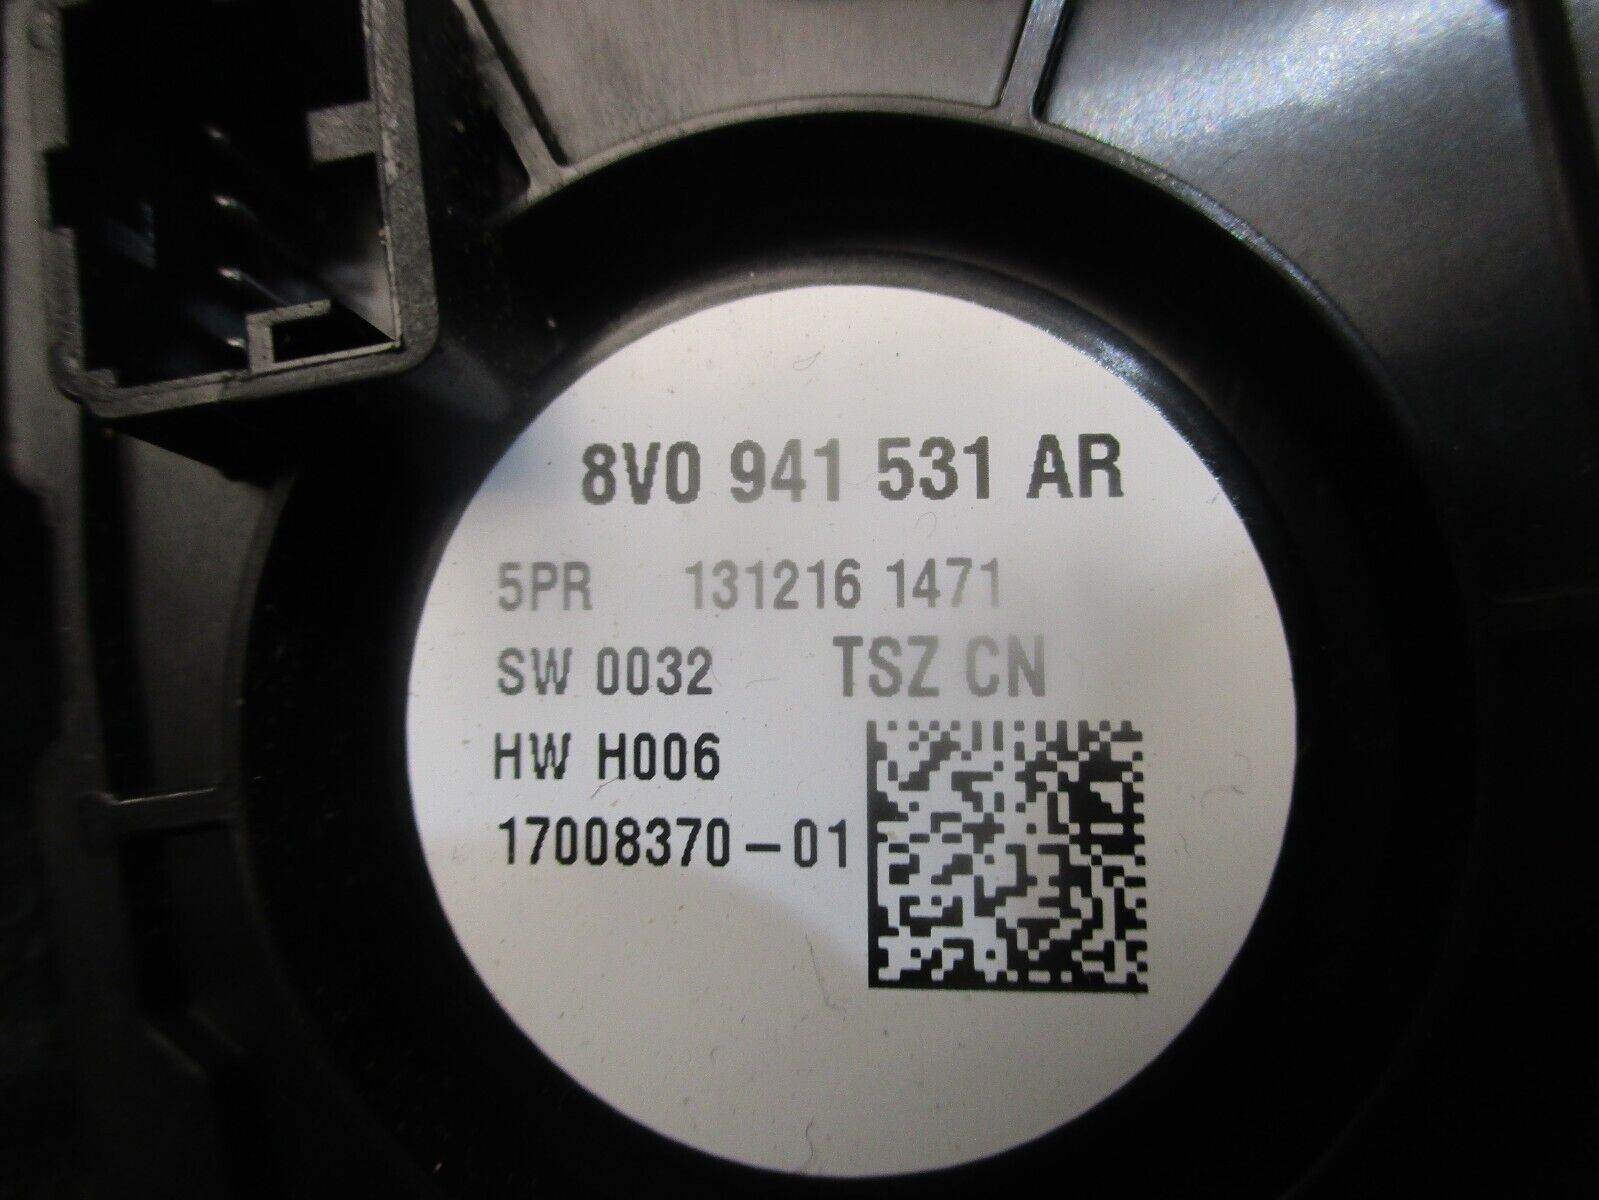 8V0 941 531 AR
5PR 131216 1471
SW 0032 TSZ CN
HW H006
17008370-01